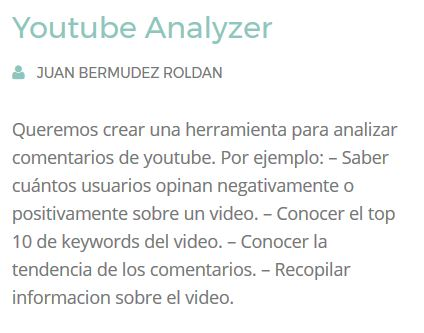 Youtube Analyzer
JUAN BERMUDEZ ROLDAN
Queremos crear una herramienta para analizar
comentarios de youtube. Por ejemplo: – Saber
cuántos usuarios opinan negativamente o
positivamente sobre un video. – Conocer el top
10 de keywords del video. – Conocer la
tendencia de los comentarios. – Recopilar
informacion sobre el video.